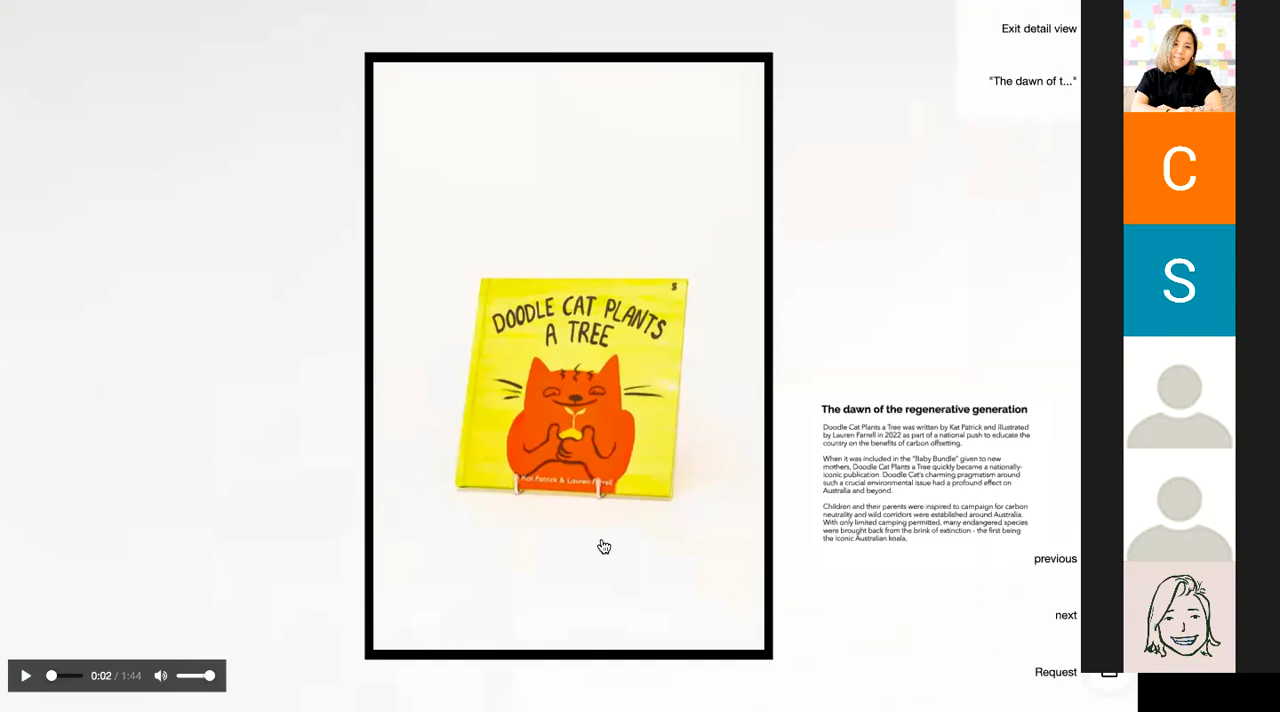 Exit detail view
"The dawn of t..."
C
S
DOODLE CAT PLANTS
A TREE
Kat Patrick & Lauren Farrell
The dawn of the regenerative generation
Doodle Cat Plants a Tree was written by Kat Patrick and illustrated
by Lauren Farrell in 2022 as part of a national push to educate the
country on the benefits of carbon offsetting.
When it was included in the "Baby Bundle" given to new
mothers, Doodle Cat Plants a Tree quickly became a nationally-
iconic publication. Doodle Cat's charming pragmatism around
such a crucial environmental issue had a profound effect on
Australia and beyond.
Children and their parents were inspired to campaign for carbon
neutrality and wild corridors were established around Australia.
With only limited camping permitted, many endangered species
were brought back from the brink of extinction - the first being
the iconic Australian koala.
previous
next
Request
0:02 / 1:44